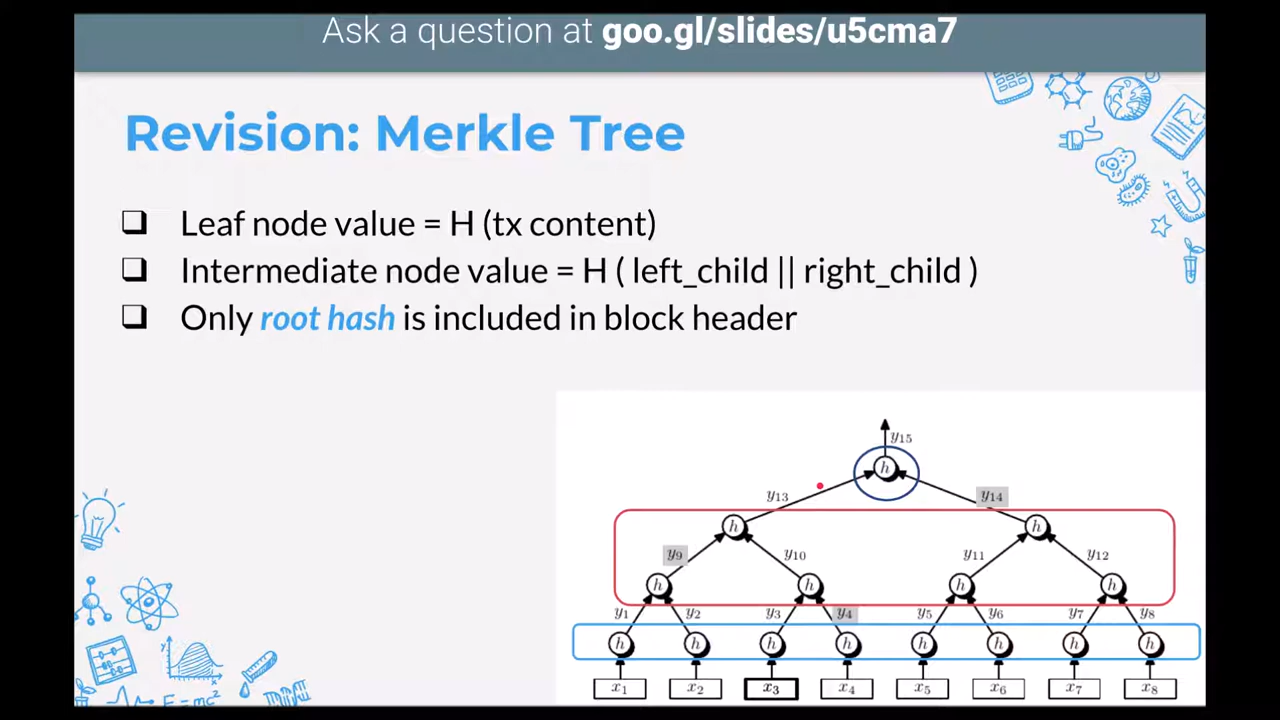 Ask a question at goo.gl/slides/u5cma7
Revision: Merkle Tree
❑ Leaf node value = H (tx content)
❑ Intermediate node value = H ( left_child || right_child )
❑ Only root hash is included in block header
y15
h
y13 y14
h h
y9 y10 y11 y12
h h h h
y1 y2 y3 y4 y5 y6 y7 y8
h h h h h h h h
x1 x2 x3 x4 x5 x6 x7 x8
E=mc²